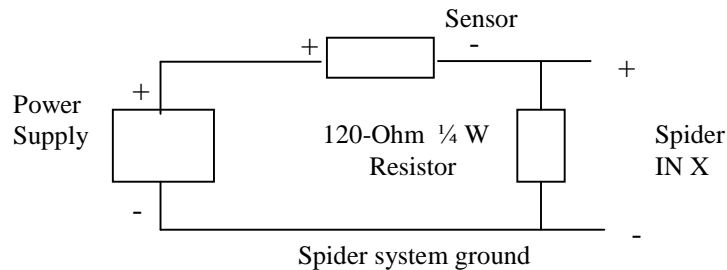 Sensor
+
-
+
+
Power
Supply
120-Ohm ¼ W
Resistor
Spider
IN X
-
-
Spider system ground